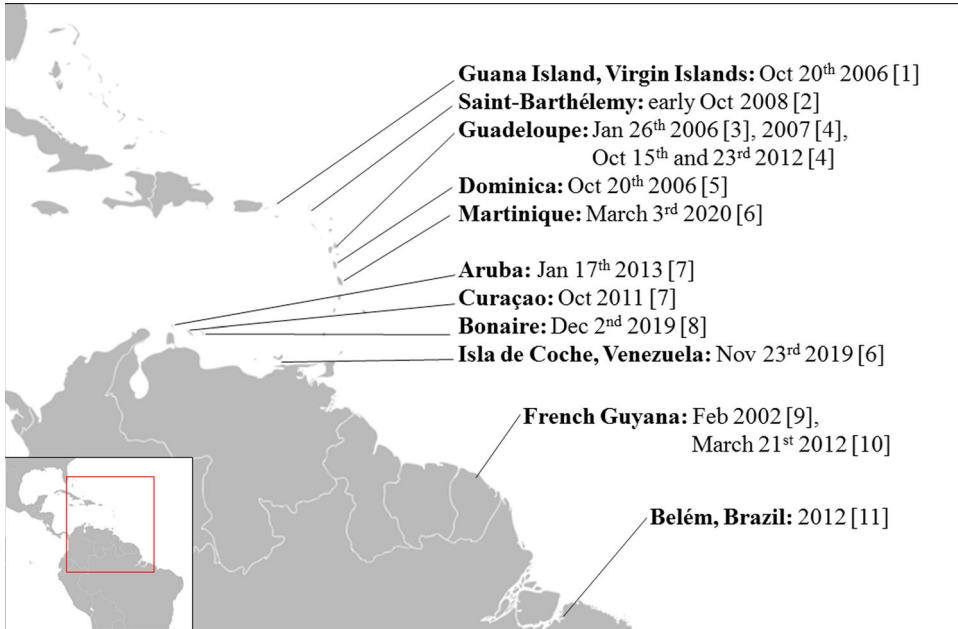 Guana Island, Virgin Islands: Oct 20th 2006 [1]
Saint-Barthélemy: early Oct 2008 [2]
Guadeloupe: Jan 26th 2006 [3], 2007 [4],
Oct 15th and 23rd 2012 [4]
Dominica: Oct 20th 2006 [5]
Martinique: March 3rd 2020 [6]
Aruba: Jan 17th 2013 [7]
Curaçao: Oct 2011 [7]
Bonaire: Dec 2nd 2019 [8]
Isla de Coche, Venezuela: Nov 23rd 2019 [6]
French Guyana: Feb 2002 [9],
March 21st 2012 [10]
Belém, Brazil: 2012 [11]